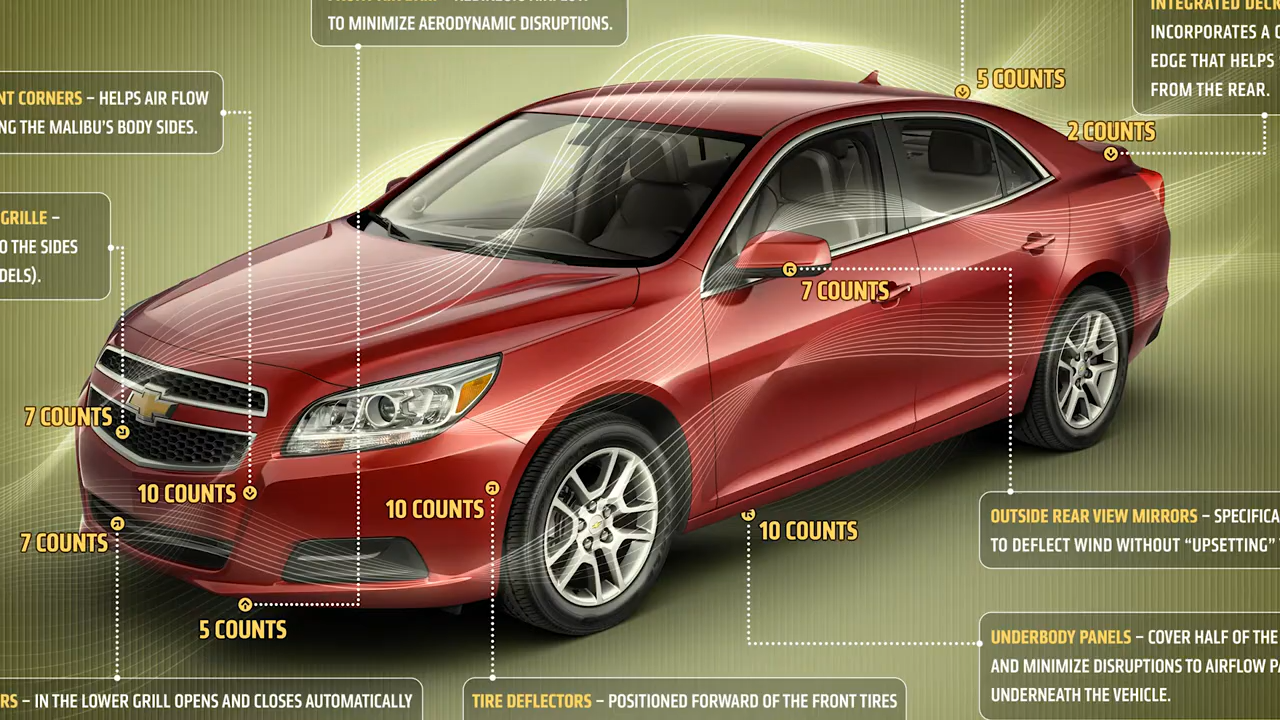 TO MINIMIZE AERODYNAMIC DISRUPTIONS.
INTEGRATED DECK
INCORPORATES A
EDGE THAT HELPS
FROM THE REAR.
CORNERS – HELPS AIR FLOW
THE MALIBU'S BODY SIDES.
5 COUNTS
2 COUNTS
GRILLE –
THE SIDES
7 COUNTS
7 COUNTS
10 COUNTS
10 COUNTS
7 COUNTS
10 COUNTS
5 COUNTS
OUTSIDE REAR VIEW MIRRORS –
TO DEFLECT WIND WITHOUT "UPSETTING"
UNDERBODY PANELS – COVER HALF OF THE
AND MINIMIZE DISRUPTIONS TO AIRFLOW
UNDERNEATH THE VEHICLE.
– IN THE LOWER GRILL OPENS AND CLOSES AUTOMATICALLY
TIRE DEFLECTORS – POSITIONED FORWARD OF THE FRONT TIRES